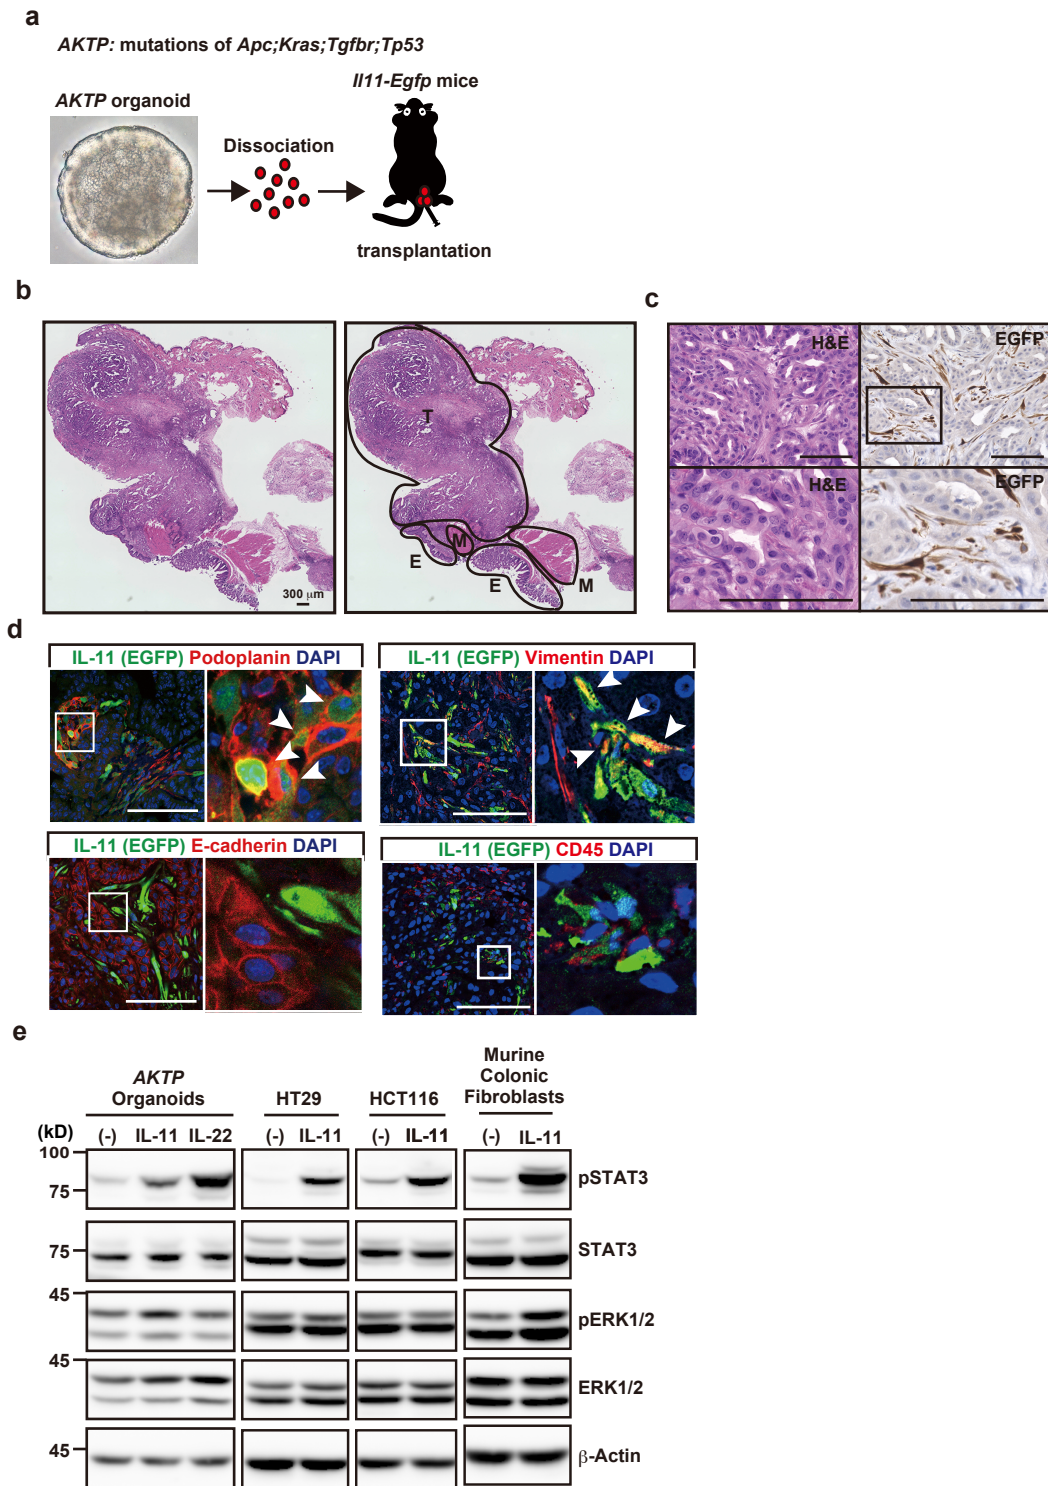 a
AKTP: mutations of Apc;Kras;Tgfbr;Tp53
Il11-Egfp mice
AKTP organoid
Dissociation
transplantation
b
T
M
E
E
M
300 μm
c
H&E
EGFP
H&E
EGFP
d
IL-11 (EGFP) Podoplanin DAPI
IL-11 (EGFP) Vimentin DAPI
IL-11 (EGFP) E-cadherin DAPI
IL-11 (EGFP) CD45 DAPI
e
AKTP
Organoids
HT29
HCT116
Murine
Colonic
Fibroblasts
(kD)
(-) IL-11 IL-22
(-) IL-11
(-) IL-11
(-) IL-11
100
75
pSTAT3
75
STAT3
45
pERK1/2
45
ERK1/2
45
β-Actin